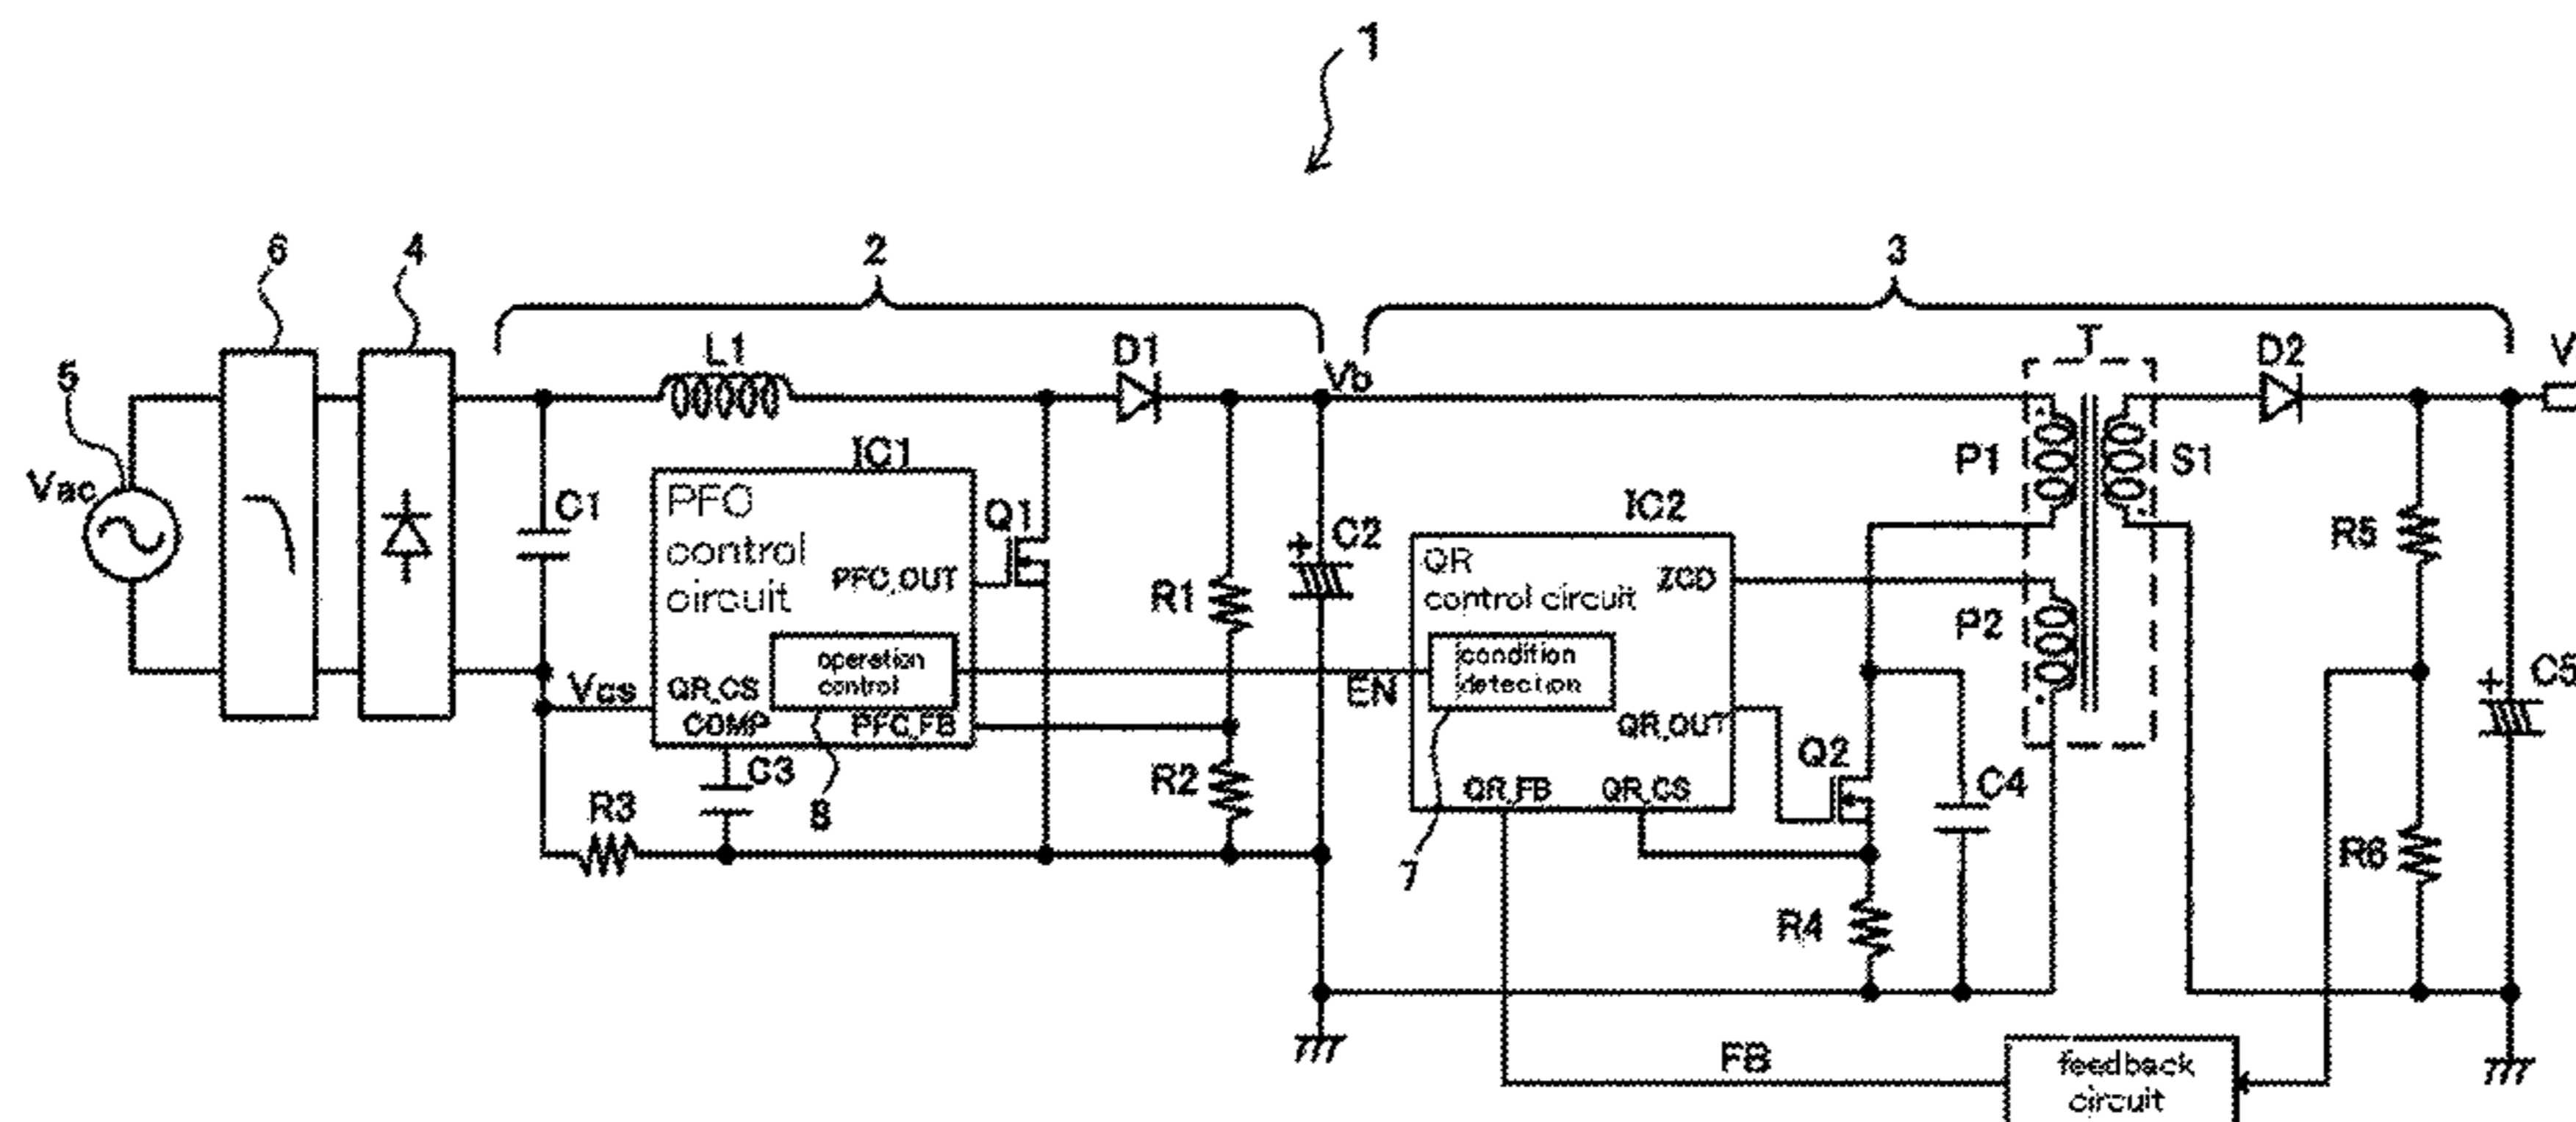 1
6
4
2
3
5
Vac
L1
D1
Vb
T
D2
V
C1
IC1
PFC
control
circuit
PFC_OUT
Q1
R1
C2
IC2
QR
control circuit
ZCD
P1
S1
P2
R5
operation
control
condition
detection
EN
Vcs
QR_CS
COMP
PFC_FB
QR_OUT
C5
R3
C3
8
R2
QR_FB
QR_CS
Q2
C4
7
R4
R6
FB
feedback
circuit